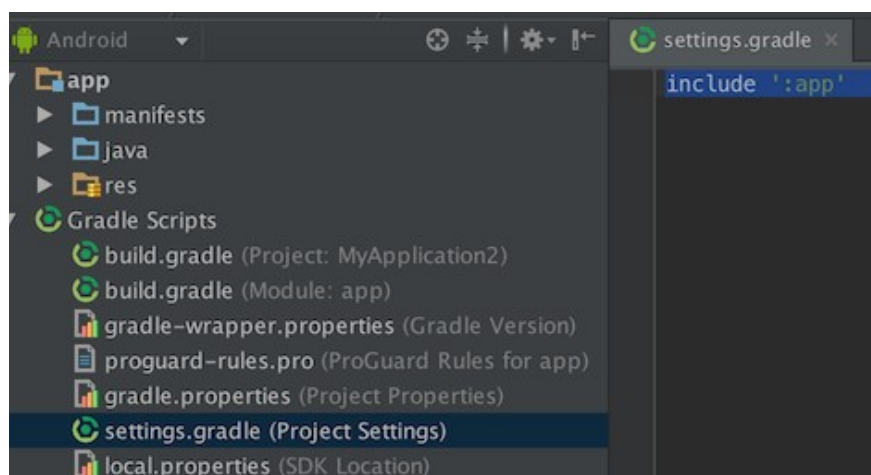 Android
settings.gradle
app
include ':app'
manifests
java
res
Gradle Scripts
build.gradle (Project: MyApplication2)
build.gradle (Module: app)
gradle-wrapper.properties (Gradle Version)
proguard-rules.pro (ProGuard Rules for app)
gradle.properties (Project Properties)
settings.gradle (Project Settings)
local.properties (SDK Location)